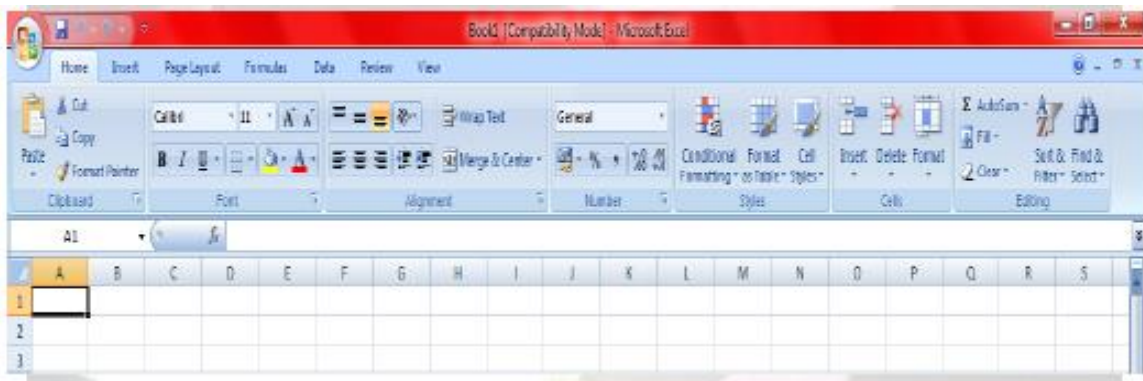 Book1 [Compatibility Mode] - Microsoft Excel
Home Insert Page Layout Formulas Data Review View
Cut
Copy
Format Painter
Paste
Calibri 11
B I U
Wrap Text
Merge & Center
General
% ,
Conditional Formatting
Format as Table
Cell Styles
Insert Delete Format
Σ AutoSum
Fill
Clear
Sort & Filter
Find & Select
Clipboard Font Alignment Number Styles Cells Editing
A1 fx
A B C D E F G H I J K L M N O P Q R S
1
2
3